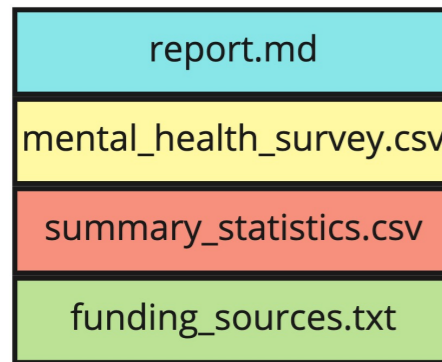 report.md
mental_health_survey.csv
summary_statistics.csv
funding_sources.txt